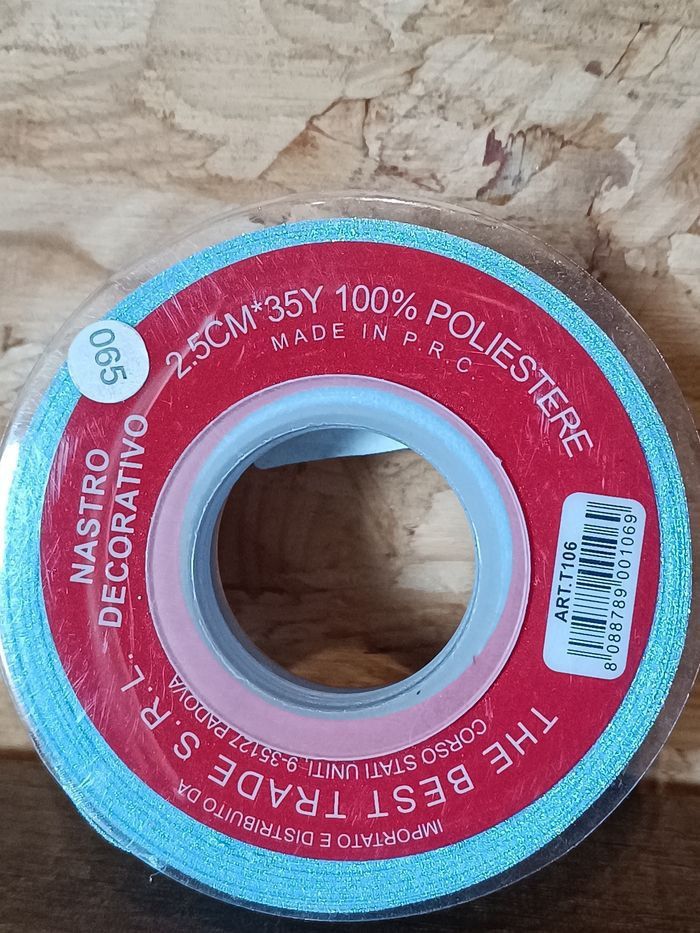 2.5CM*35Y 100% POLIESTERE
MADE IN P.R.C.
065
NASTRO
DECORATIVO
ART.T106
8 088789 001069
IMPORTATO E DISTRIBUITO DA
THE BEST TRADE S.R.L.
CORSO STATI UNITI, 9-35127 PADOVA